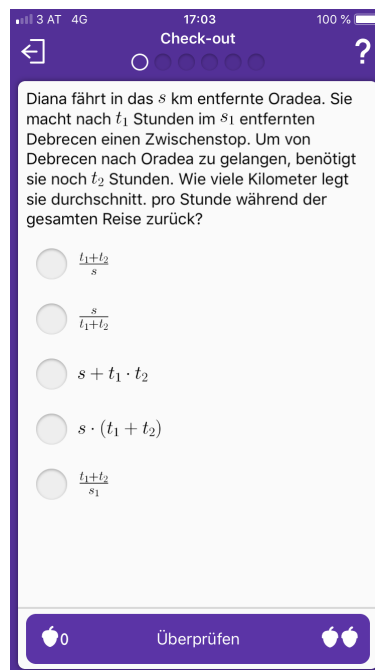 3 AT 4G 17:03 100 %
Check-out
?
Diana fährt in das s km entfernte Oradea. Sie
macht nach t₁ Stunden im s₁ entfernten
Debrecen einen Zwischenstop. Um von
Debrecen nach Oradea zu gelangen, benötigt
sie noch t₂ Stunden. Wie viele Kilometer legt
sie durchschnitt. pro Stunde während der
gesamten Reise zurück?
t₁+t₂
s
s
t₁+t₂
s + t₁ · t₂
s · (t₁ + t₂)
t₁+t₂
s₁
0 Überprüfen